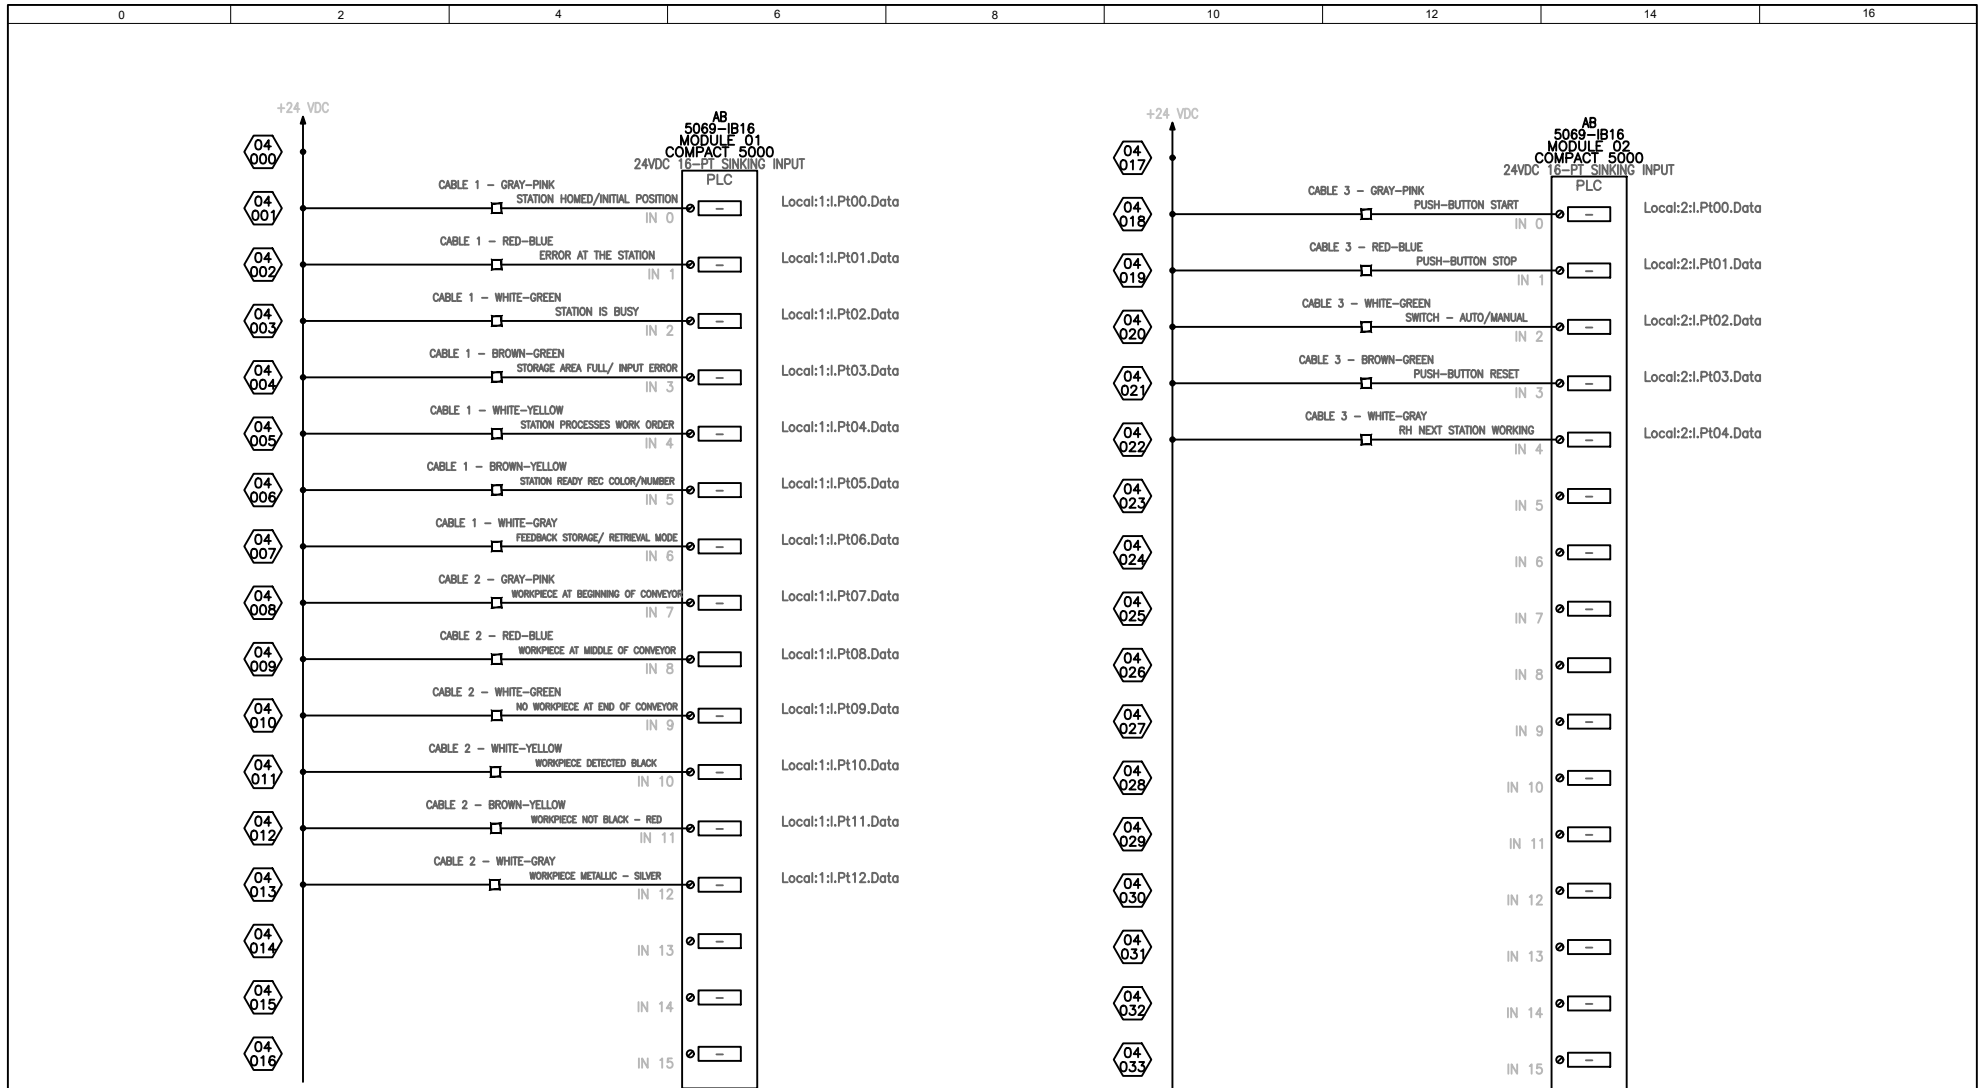 0 2 4 6 8 10 12 14 16
+24 VDC
AB
5069-IB16
MODULE 01
COMPACT 5000
24VDC 16-PT SINKING INPUT
PLC
04
000
04
001
CABLE 1 - GRAY-PINK
STATION HOMED/INITIAL POSITION
IN 0
-
Local:1:I.Pt00.Data
04
002
CABLE 1 - RED-BLUE
ERROR AT THE STATION
IN 1
-
Local:1:I.Pt01.Data
04
003
CABLE 1 - WHITE-GREEN
STATION IS BUSY
IN 2
-
Local:1:I.Pt02.Data
04
004
CABLE 1 - BROWN-GREEN
STORAGE AREA FULL/ INPUT ERROR
IN 3
-
Local:1:I.Pt03.Data
04
005
CABLE 1 - WHITE-YELLOW
STATION PROCESSES WORK ORDER
IN 4
-
Local:1:I.Pt04.Data
04
006
CABLE 1 - BROWN-YELLOW
STATION READY REC COLOR/NUMBER
IN 5
-
Local:1:I.Pt05.Data
04
007
CABLE 1 - WHITE-GRAY
FEEDBACK STORAGE/ RETRIEVAL MODE
IN 6
-
Local:1:I.Pt06.Data
04
008
CABLE 2 - GRAY-PINK
WORKPIECE AT BEGINNING OF CONVEYOR
IN 7
-
Local:1:I.Pt07.Data
04
009
CABLE 2 - RED-BLUE
WORKPIECE AT MIDDLE OF CONVEYOR
IN 8
Local:1:I.Pt08.Data
04
010
CABLE 2 - WHITE-GREEN
NO WORKPIECE AT END OF CONVEYOR
IN 9
-
Local:1:I.Pt09.Data
04
011
CABLE 2 - WHITE-YELLOW
WORKPIECE DETECTED BLACK
IN 10
-
Local:1:I.Pt10.Data
04
012
CABLE 2 - BROWN-YELLOW
WORKPIECE NOT BLACK - RED
IN 11
-
Local:1:I.Pt11.Data
04
013
CABLE 2 - WHITE-GRAY
WORKPIECE METALLIC - SILVER
IN 12
-
Local:1:I.Pt12.Data
04
014
IN 13
-
04
015
IN 14
-
04
016
IN 15
-
+24 VDC
AB
5069-IB16
MODULE 02
COMPACT 5000
24VDC 16-PT SINKING INPUT
PLC
04
017
04
018
CABLE 3 - GRAY-PINK
PUSH-BUTTON START
IN 0
-
Local:2:I.Pt00.Data
04
019
CABLE 3 - RED-BLUE
PUSH-BUTTON STOP
IN 1
-
Local:2:I.Pt01.Data
04
020
CABLE 3 - WHITE-GREEN
SWITCH - AUTO/MANUAL
IN 2
-
Local:2:I.Pt02.Data
04
021
CABLE 3 - BROWN-GREEN
PUSH-BUTTON RESET
IN 3
-
Local:2:I.Pt03.Data
04
022
CABLE 3 - WHITE-GRAY
RH NEXT STATION WORKING
IN 4
-
Local:2:I.Pt04.Data
04
023
IN 5
-
04
024
IN 6
-
04
025
IN 7
-
04
026
IN 8
04
027
IN 9
-
04
028
IN 10
-
04
029
IN 11
-
04
030
IN 12
-
04
031
IN 13
-
04
032
IN 14
-
04
033
IN 15
-